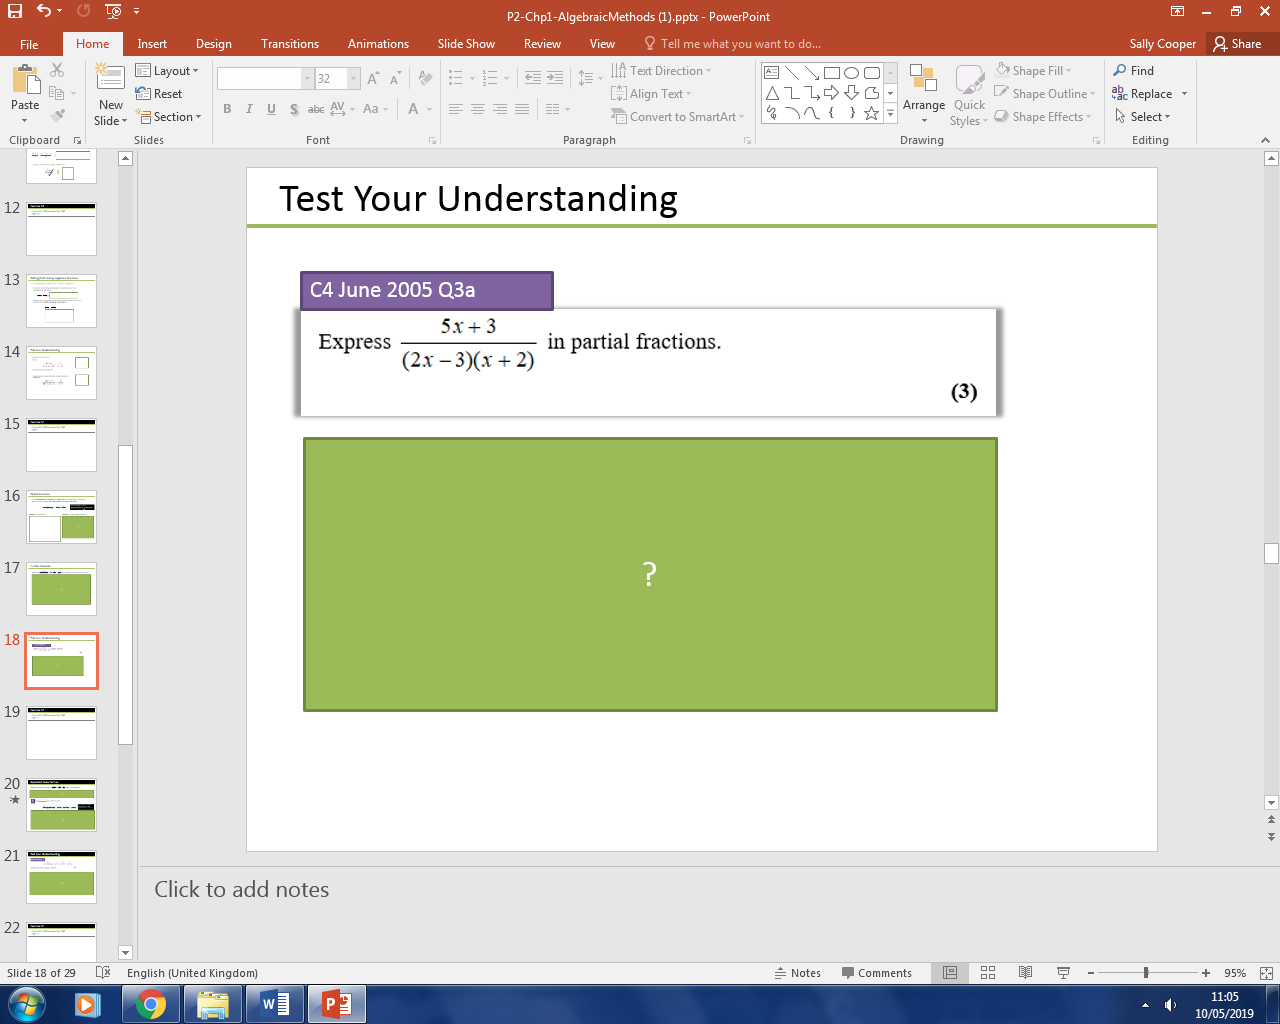 P2-Chp1-AlgebraicMethods (1).pptx - PowerPoint
File Home Insert Design Transitions Animations Slide Show Review View Tell me what you want to do... Sally Cooper Share
Paste
New Slide
Layout
Reset
Section
32
B I U S abc AV Aa A
Text Direction
Align Text
Convert to SmartArt
Arrange
Quick Styles
Shape Fill
Shape Outline
Shape Effects
Find
Replace
Select
Clipboard Slides Font Paragraph Drawing Editing
12
13
14
15
16
17
18
19
20
21
22
Test Your Understanding
C4 June 2005 Q3a
Express (5x + 3)/((2x − 3)(x + 2)) in partial fractions.
(3)
?
Click to add notes
Slide 18 of 29 English (United Kingdom) Notes Comments 95%
11:05
10/05/2019